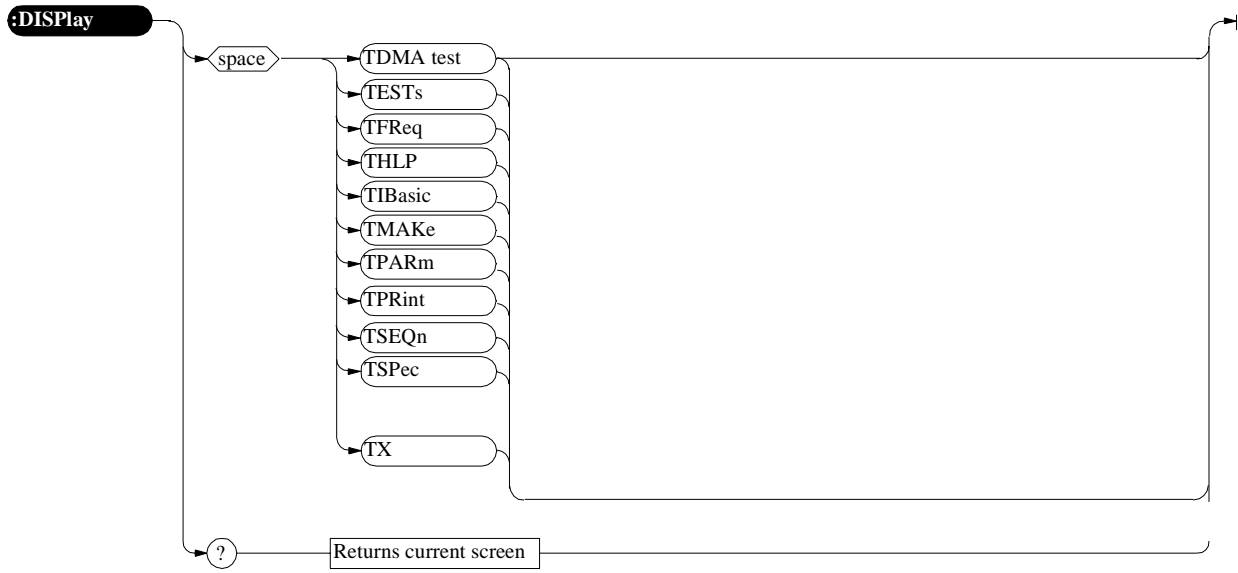 :DISPlay
space
TDMA test
TESTs
TFReq
THLP
TIBasic
TMAKe
TPARm
TPRint
TSEQn
TSPec
TX
?
Returns current screen